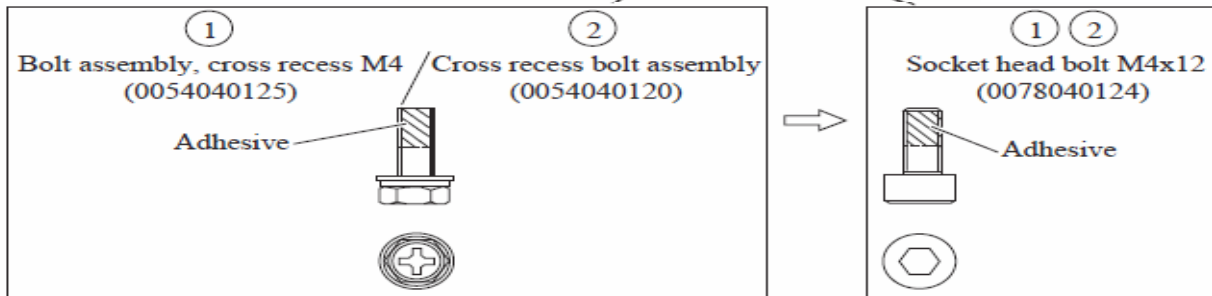 ① ②
Bolt assembly, cross recess M4 Cross recess bolt assembly
(0054040125) (0054040120)
Adhesive
① ②
Socket head bolt M4x12
(0078040124)
Adhesive